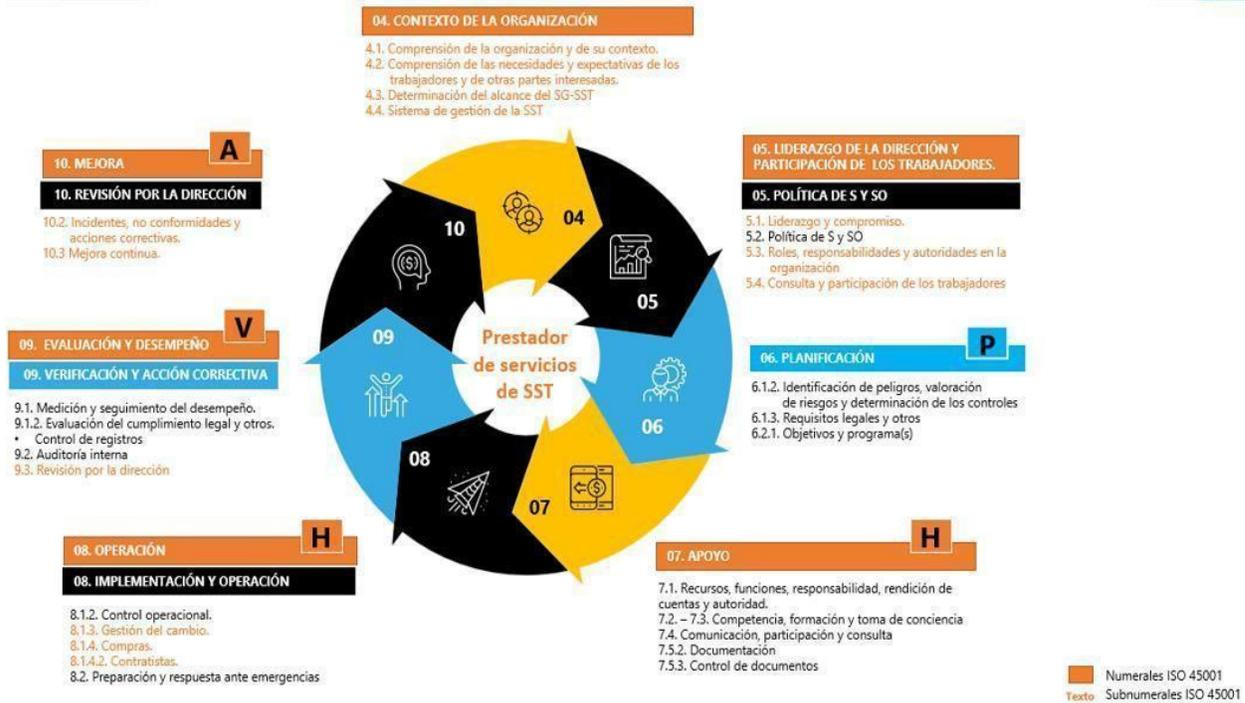 04. CONTEXTO DE LA ORGANIZACIÓN
4.1. Comprensión de la organización y de su contexto.
4.2. Comprensión de las necesidades y expectativas de los
trabajadores y de otras partes interesadas.
4.3. Determinación del alcance del SG-SST
4.4. Sistema de gestión de la SST
05. LIDERAZGO DE LA DIRECCIÓN Y
PARTICIPACIÓN DE LOS TRABAJADORES.
05. POLÍTICA DE S Y SO
5.1. Liderazgo y compromiso.
5.2. Política de S y SO
5.3. Roles, responsabilidades y autoridades en la
organización
5.4. Consulta y participación de los trabajadores
P
06. PLANIFICACIÓN
6.1.2. Identificación de peligros, valoración
de riesgos y determinación de los controles
6.1.3. Requisitos legales y otros
6.2.1. Objetivos y programa(s)
H
07. APOYO
7.1. Recursos, funciones, responsabilidad, rendición de
cuentas y autoridad.
7.2. – 7.3. Competencia, formación y toma de conciencia
7.4. Comunicación, participación y consulta
7.5.2. Documentación
7.5.3. Control de documentos
H
08. OPERACIÓN
08. IMPLEMENTACIÓN Y OPERACIÓN
8.1.2. Control operacional.
8.1.3. Gestión del cambio.
8.1.4. Compras.
8.1.4.2. Contratistas.
8.2. Preparación y respuesta ante emergencias
V
09. EVALUACIÓN Y DESEMPEÑO
09. VERIFICACIÓN Y ACCIÓN CORRECTIVA
9.1. Medición y seguimiento del desempeño.
9.1.2. Evaluación del cumplimiento legal y otros.
• Control de registros
9.2. Auditoría interna
9.3. Revisión por la dirección
A
10. MEJORA
10. REVISIÓN POR LA DIRECCIÓN
10.2. Incidentes, no conformidades y
acciones correctivas.
10.3 Mejora continua.
04
05
06
07
08
09
10
Prestador
de servicios
de SST
Numerales ISO 45001
Texto Subnumerales ISO 45001